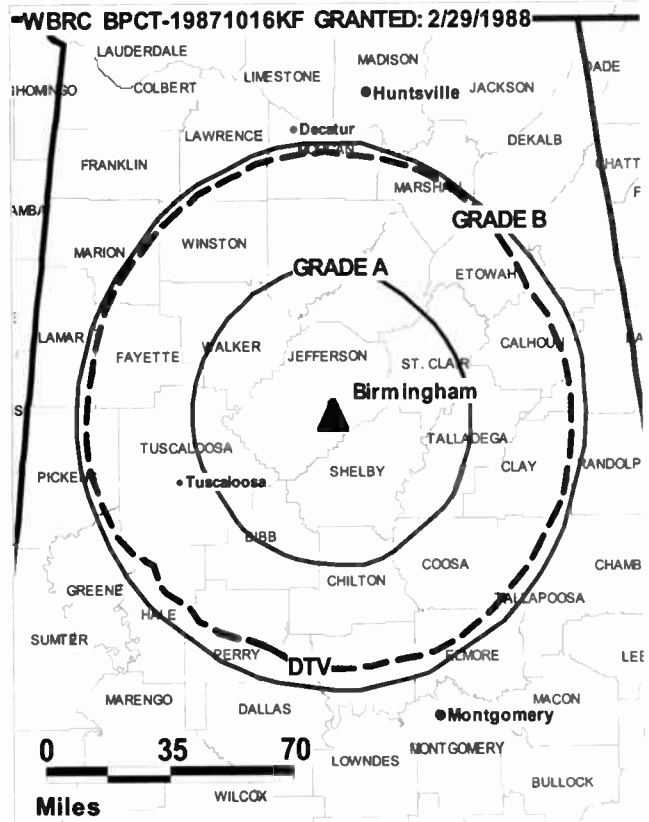 WBRC BPCT-19871016KF GRANTED: 2/29/1988
LAUDERDALE
MADISON
LIMESTONE
DADE
COLBERT
JACKSON
Huntsville
Decatur
LAWRENCE
DEKALB
MORGAN
FRANKLIN
MARSHALL
GRADE B
WINSTON
MARION
GRADE A
ETOWAH
LAMAR
WALKER
CALHOUN
FAYETTE
JEFFERSON
ST. CLAIR
Birmingham
TUSCALOOSA
TALLADEGA
SHELBY
CLAY
RANDOLP
PICKEN
Tuscaloosa
BIBB
COOSA
CHAMB
CHILTON
GREENE
TALLAPOOSA
HALE
SUMTER
PERRY
ELMORE
LEE
DTV
MARENGO
MACON
DALLAS
Montgomery
0 35 70
MONTGOMERY
LOWNDES
BULLOCK
WILCOX
Miles